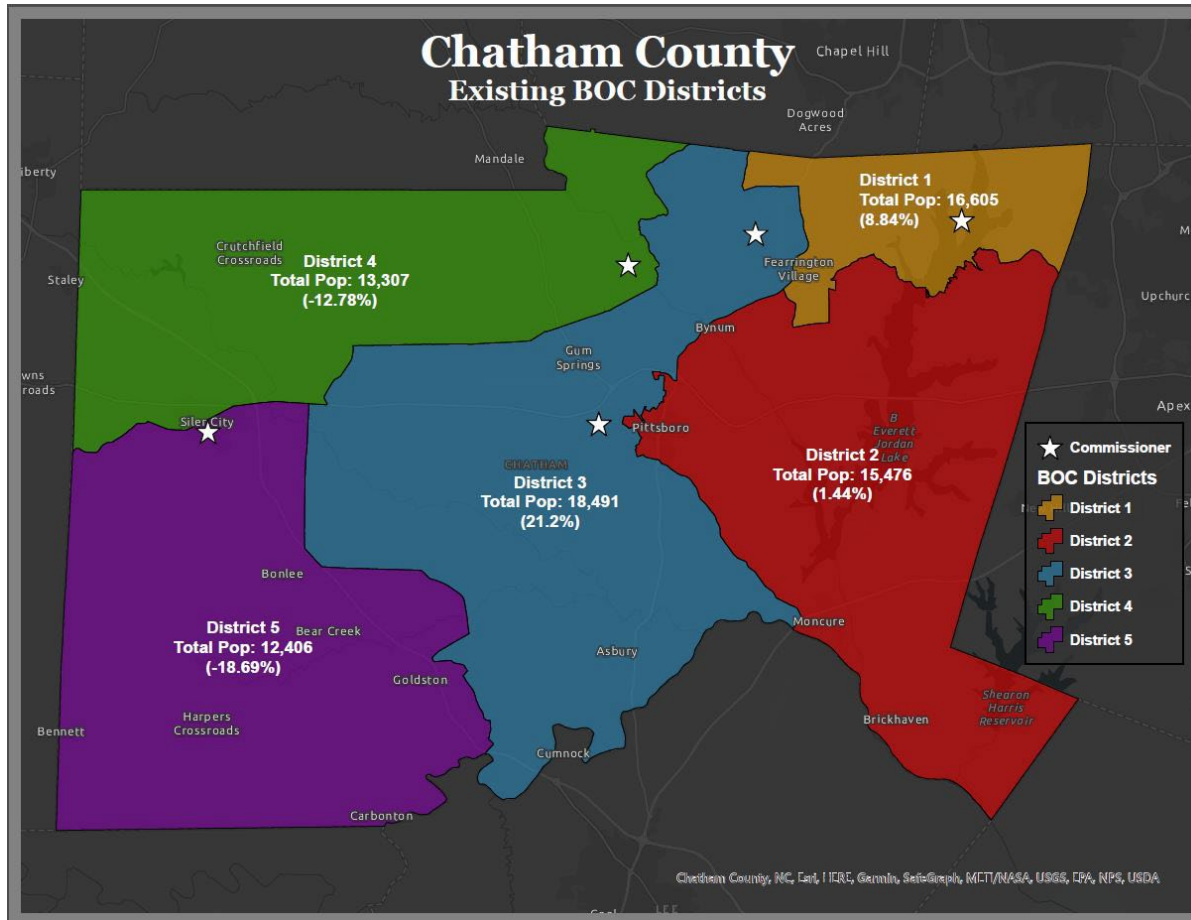 Chatham County
Existing BOC Districts
Chapel Hill
Dogwood
Acres
Mandale
iberty
District 1
Total Pop: 16,605
(8.84%)
Crutchfield
Crossroads
District 4
Total Pop: 13,307
(-12.78%)
Staley
Fearrington
Village
Upchurc
Bynum
Gum
Springs
wns
roads
Apex
Siler City
Pittsboro
B
Everett
Jordan
Lake
District 2
Total Pop: 15,476
(1.44%)
CHATHAM
District 3
Total Pop: 18,491
(21.2%)
Commissioner
BOC Districts
District 1
District 2
District 3
District 4
District 5
Bonlee
District 5
Total Pop: 12,406
(-18.69%)
Bear Creek
Moncure
Asbury
Goldston
Harpers
Crossroads
Bennett
Shearon
Harris
Reservoir
Brickhaven
Cumnock
Carbonton
Chatham County, NC, Esri, HERE, Garmin, SafeGraph, METI/NASA, USGS, EPA, NPS, USDA
LEE